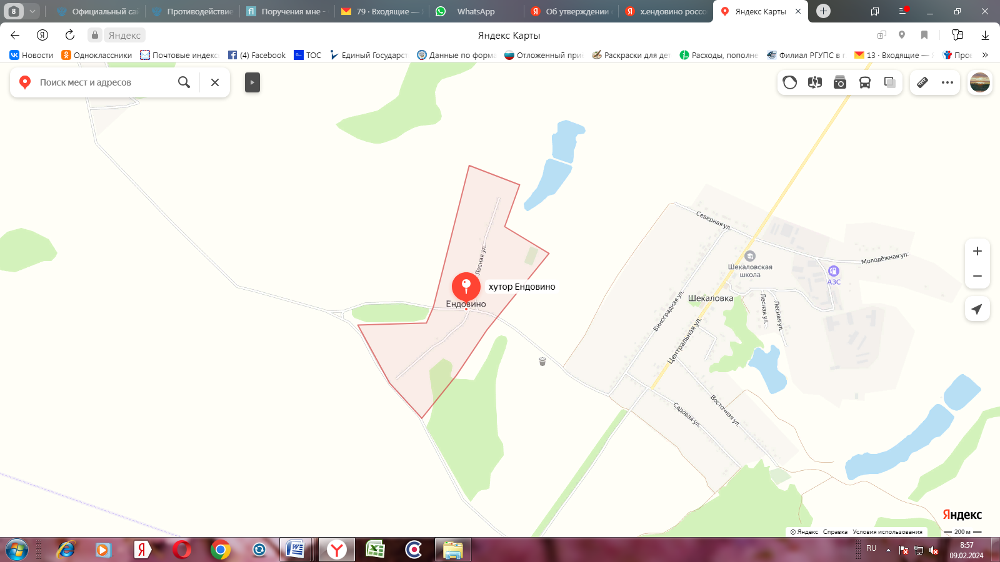 8
Официальный сай
Противодействие
Поручения мне -
79 · Входящие —
WhatsApp
Об утверждении
х.ендовино россо
Яндекс Карты
Яндекс
Яндекс Карты
Новости
Одноклассники
Почтовые индекс
(4) Facebook
ТОС
Единый Государст
Данные по форма
Отложенный при
Раскраски для дет
Расходы, пополне
Филиал РГУПС в г
13 · Входящие —
Пров
Поиск мест и адресов
Северная ул.
Молодёжная ул.
Лесная ул.
Шекаловская
школа
АЗС
хутор Ендовино
Ендовино
Шекаловка
Виноградная ул.
Лесная ул.
Лесная ул.
Центральная ул.
Восточная ул.
Садовая ул.
Яндекс
© Яндекс Справка Условия использования
200 м
RU
8:57
09.02.2024